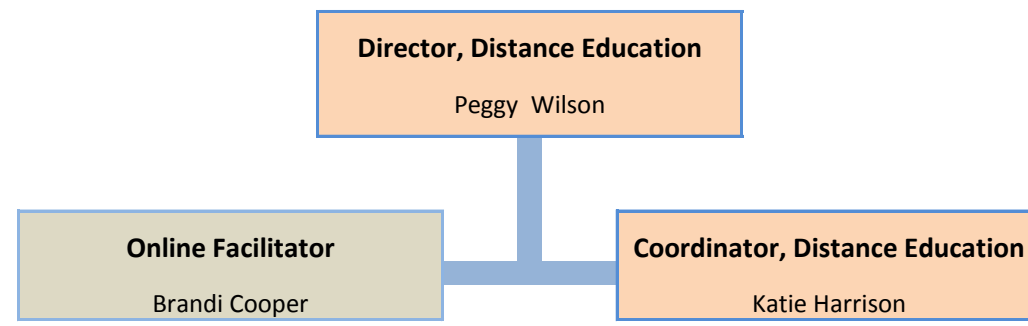 Director, Distance Education
Peggy  Wilson
Online Facilitator
Brandi Cooper
Coordinator, Distance Education
Katie Harrison